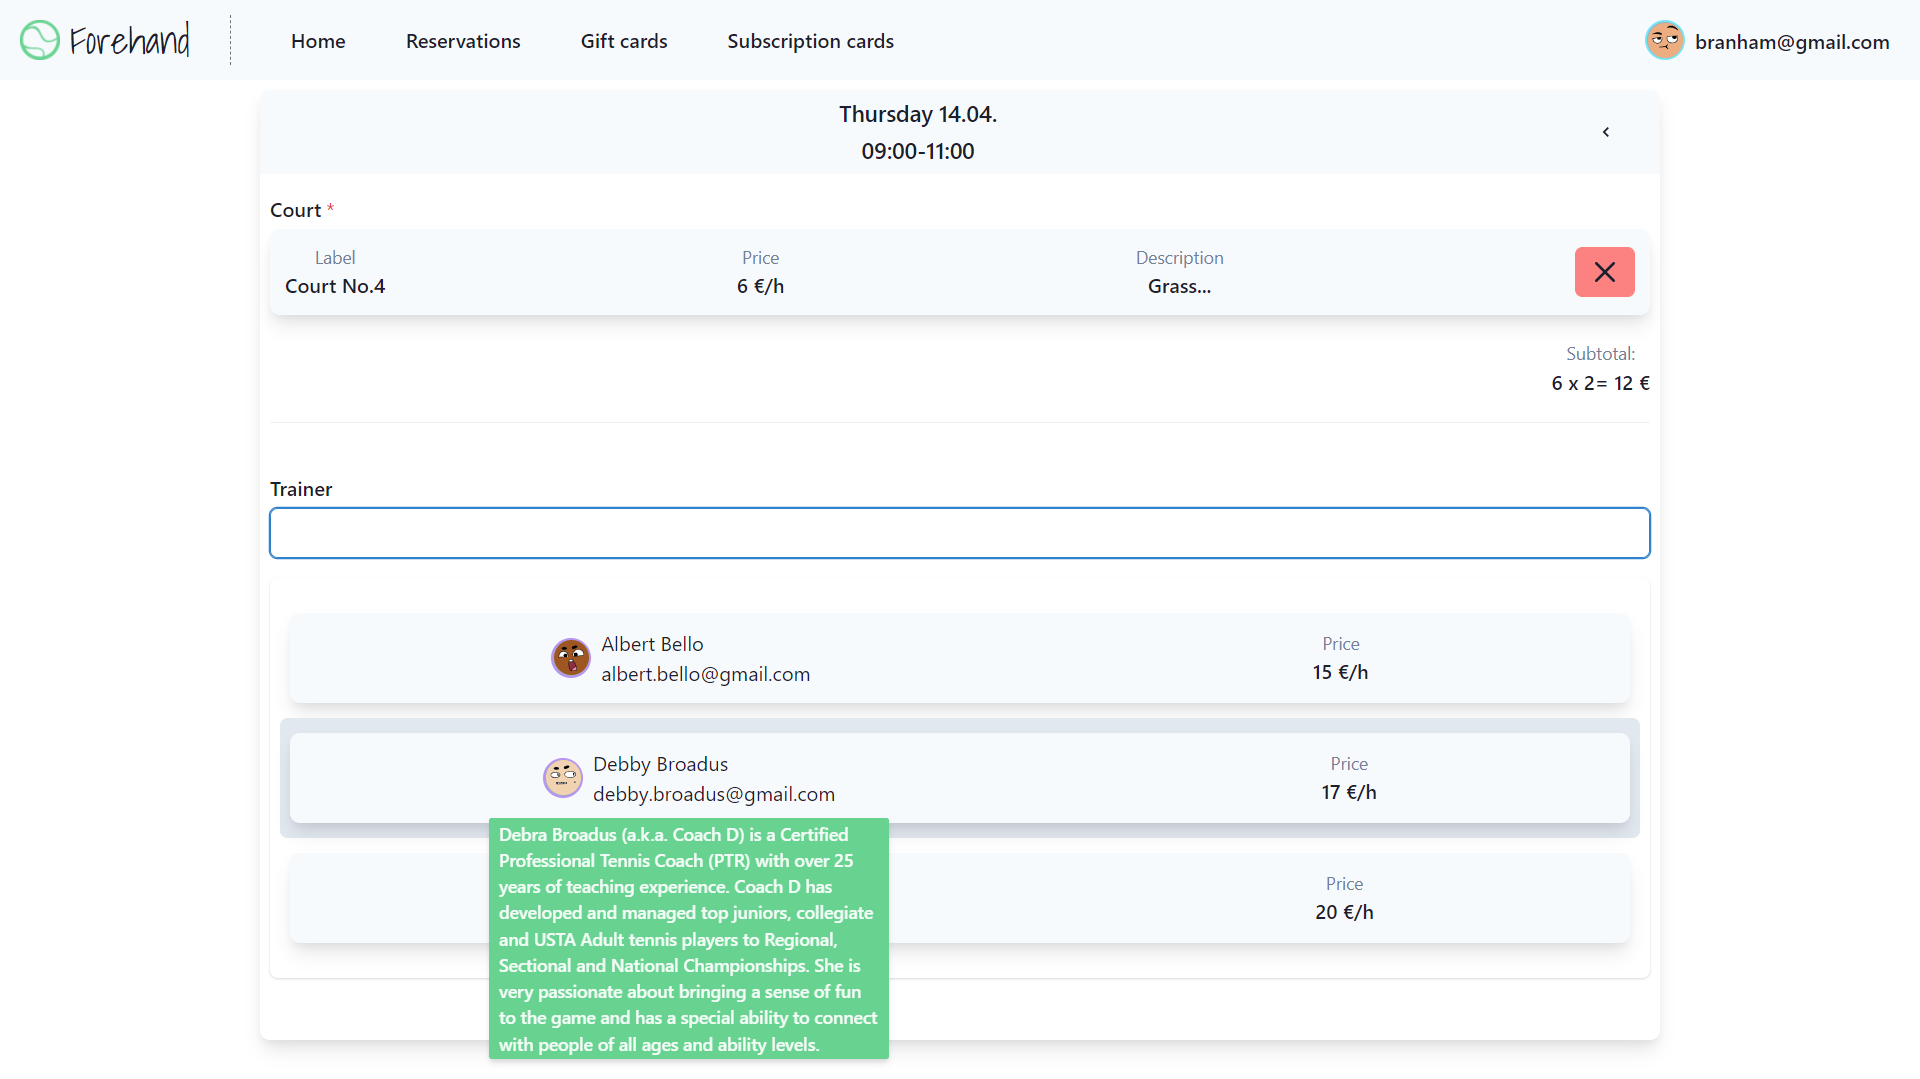 Forehand
Home
Reservations
Gift cards
Subscription cards
branham@gmail.com
Thursday 14.04.
09:00-11:00
Court *
Label
Court No.4
Price
6 €/h
Description
Grass...
Subtotal:
6 x 2= 12 €
Trainer
Albert Bello
albert.bello@gmail.com
Price
15 €/h
Debby Broadus
debby.broadus@gmail.com
Price
17 €/h
Debra Broadus (a.k.a. Coach D) is a Certified
Professional Tennis Coach (PTR) with over 25
years of teaching experience. Coach D has
developed and managed top juniors, collegiate
and USTA Adult tennis players to Regional,
Sectional and National Championships. She is
very passionate about bringing a sense of fun
to the game and has a special ability to connect
with people of all ages and ability levels.
Price
20 €/h